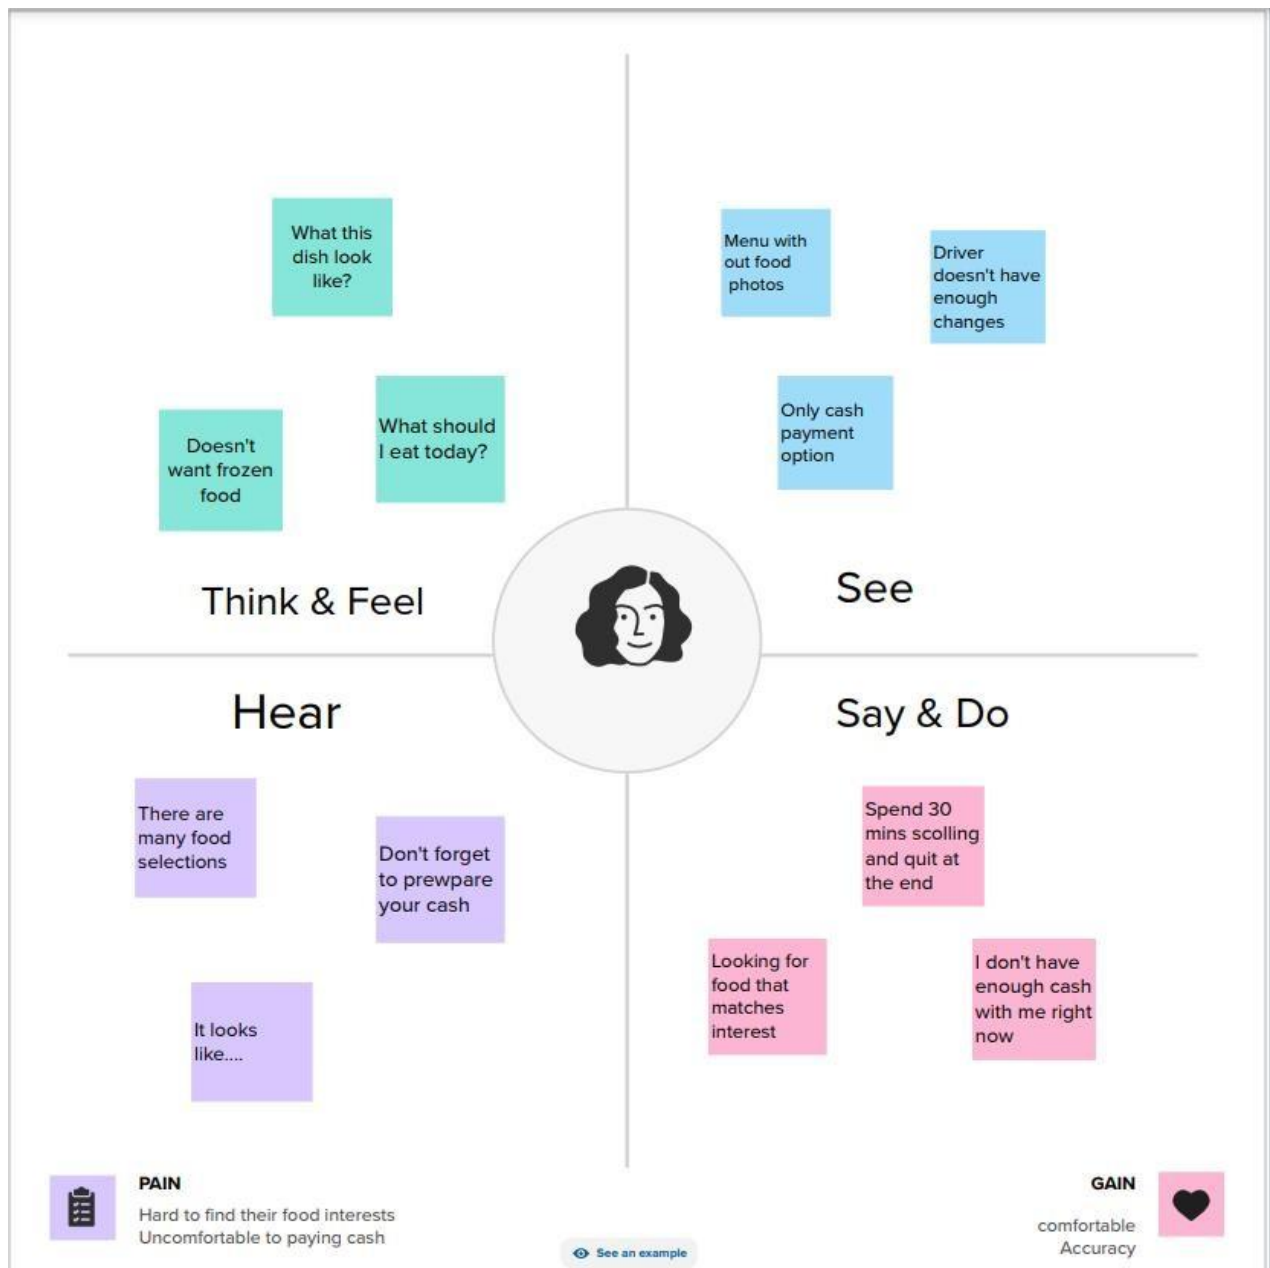 What this
dish look
like?
Doesn't
want frozen
food
What should
I eat today?
Think & Feel
Menu with
out food
photos
Driver
doesn't have
enough
changes
Only cash
payment
option
See
Hear
There are
many food
selections
Don't forget
to prewpare
your cash
It looks
like....
Say & Do
Spend 30
mins scolling
and quit at
the end
Looking for
food that
matches
interest
I don't have
enough cash
with me right
now
PAIN
Hard to find their food interests
Uncomfortable to paying cash
See an example
GAIN
comfortable
Accuracy